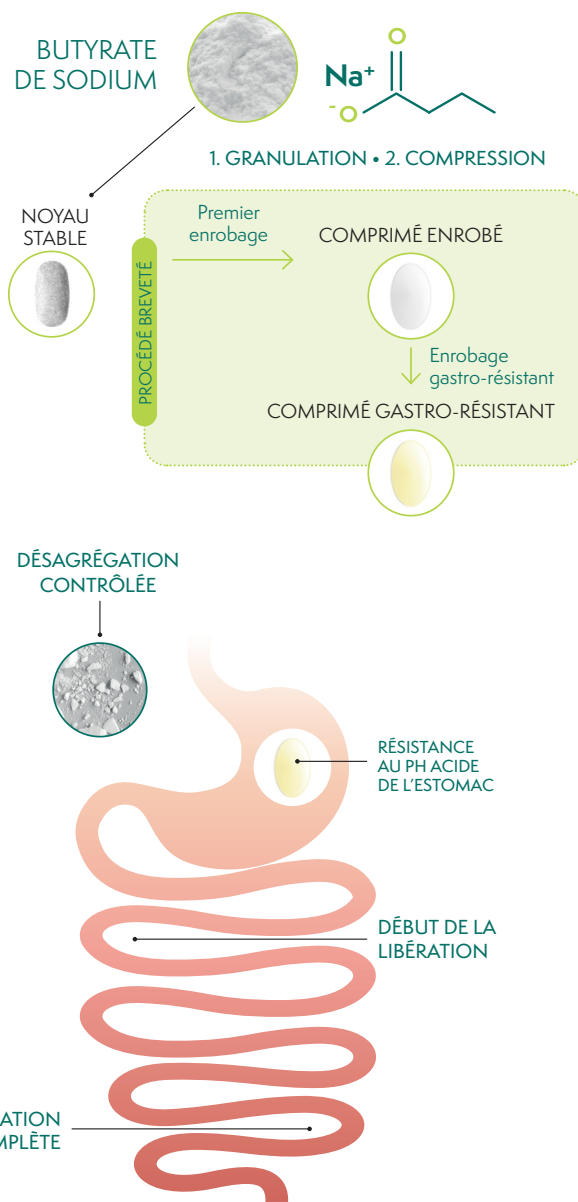 BUTYRATE
DE SODIUM
Na⁺
O
⁻O
1. GRANULATION • 2. COMPRESSION
NOYAU
STABLE
PROCÉDÉ BREVETÉ
Premier
enrobage
COMPRIMÉ ENROBÉ
Enrobage
gastro-résistant
COMPRIMÉ GASTRO-RÉSISTANT
DÉSAGRÉGATION
CONTRÔLÉE
RÉSISTANCE
AU PH ACIDE
DE L'ESTOMAC
DÉBUT DE LA
LIBÉRATION